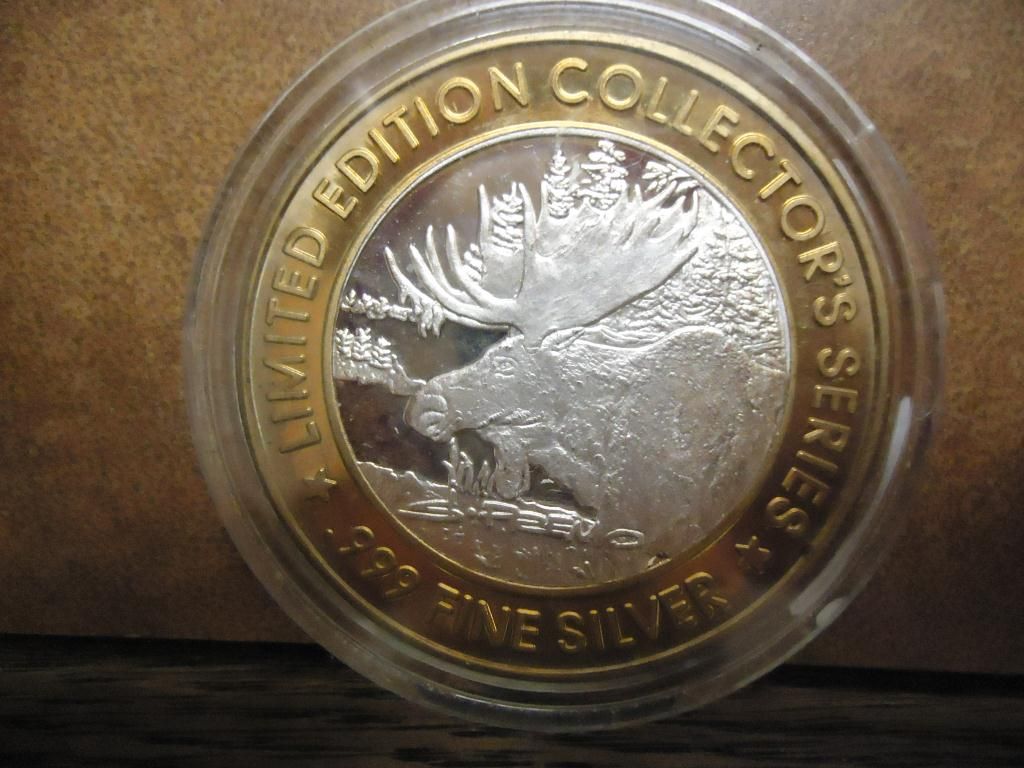 LIMITED EDITION COLLECTOR'S SERIES
.999 FINE SILVER